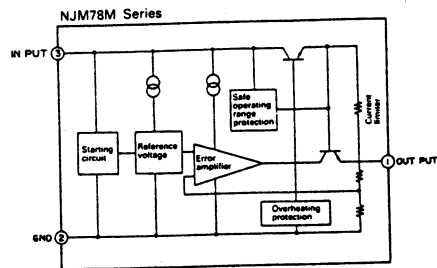 NJM78M Series
IN PUT 3
Safe
operating
range
protection
Current
limiter
Starting
circuit
Reference
voltage
Error
amplifier
1 OUT PUT
Overheating
protection
GND 2